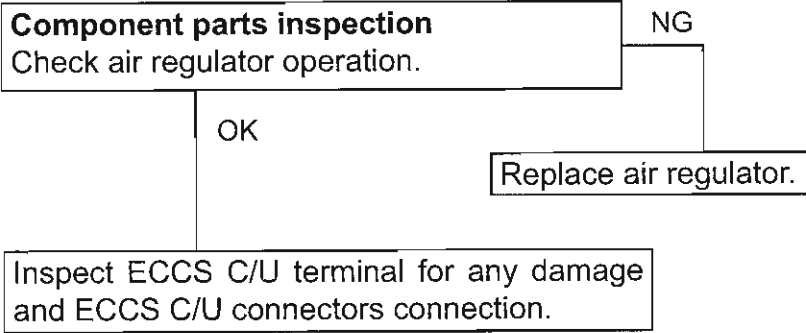 Component parts inspection
Check air regulator operation.
NG
OK
Replace air regulator.
Inspect ECCS C/U terminal for any damage
and ECCS C/U connectors connection.